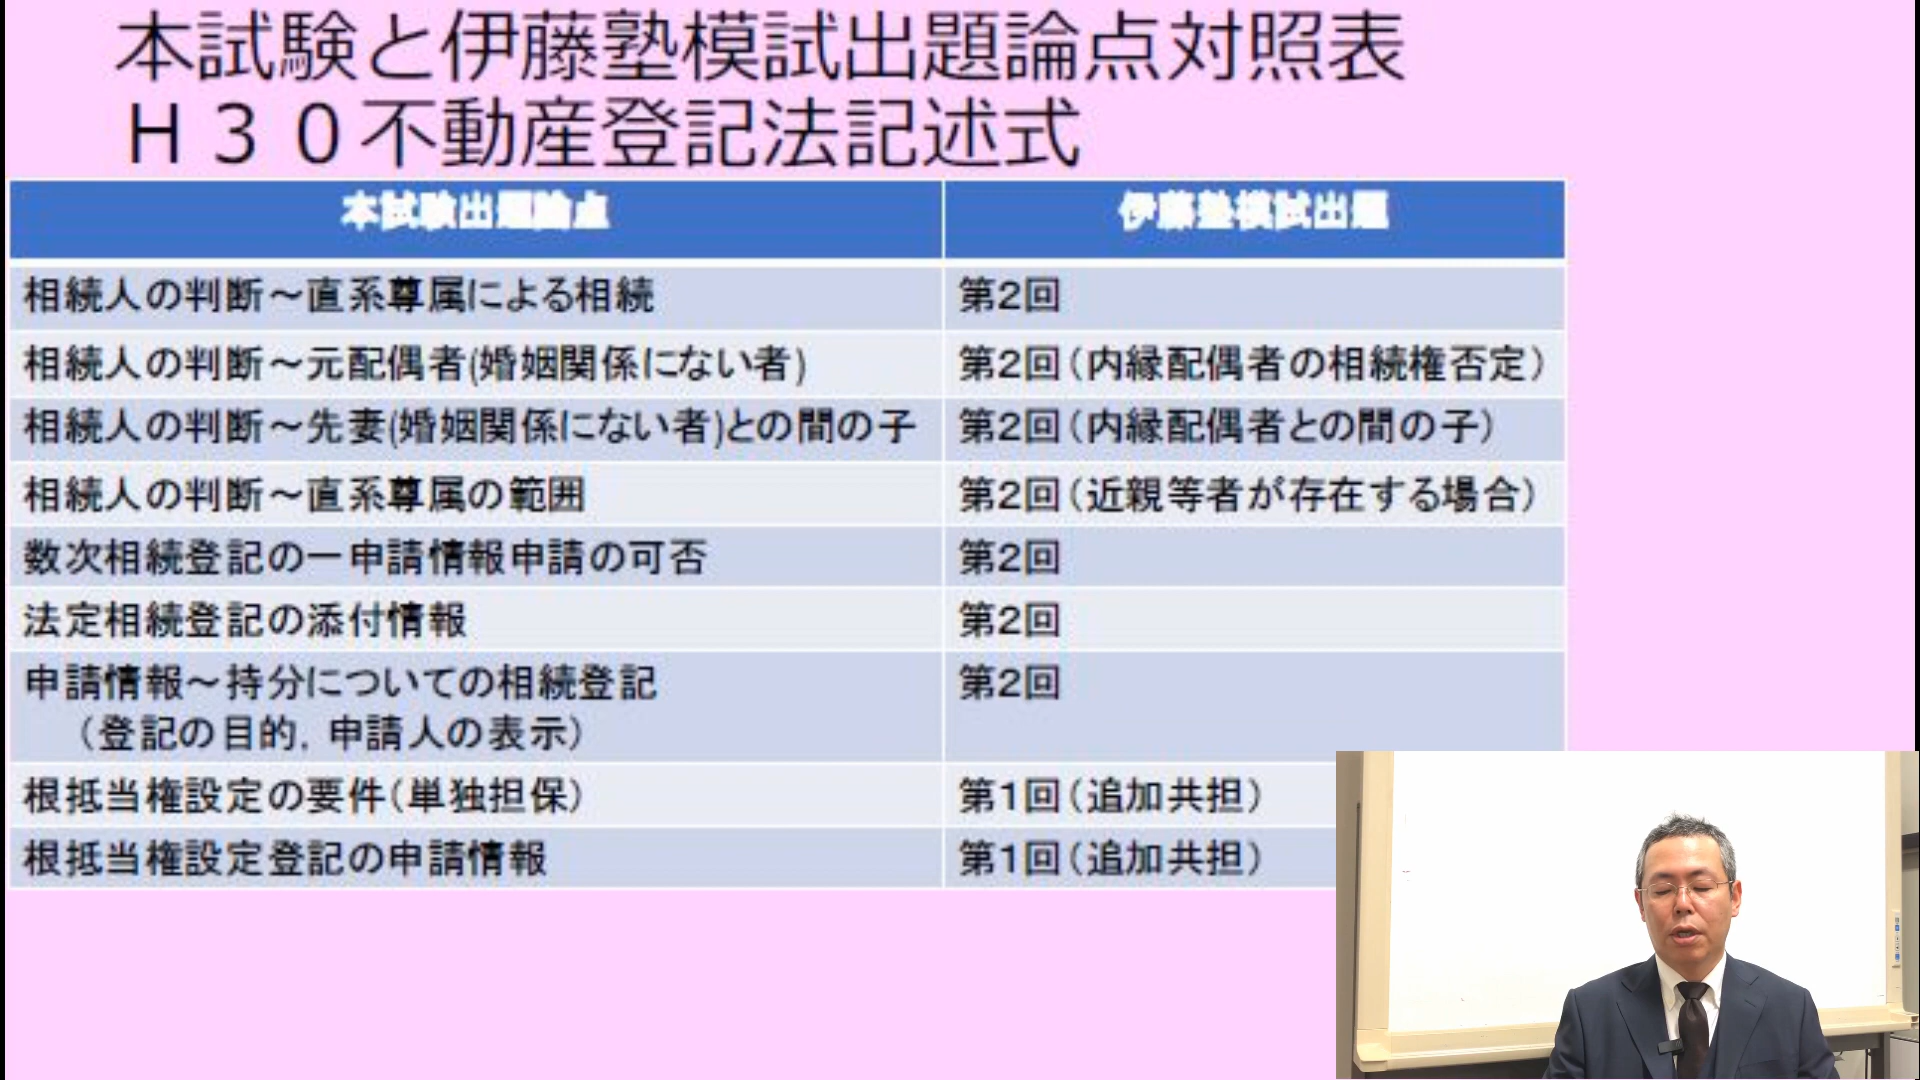 本試験と伊藤塾模試出題論点対照表
H30不動産登記法記述式
本試験出題論点 伊藤塾模試出題
相続人の判断～直系尊属による相続 第2回
相続人の判断～元配偶者(婚姻関係にない者) 第2回(内縁配偶者の相続権否定)
相続人の判断～先妻(婚姻関係にない者)との間の子 第2回(内縁配偶者との間の子)
相続人の判断～直系尊属の範囲 第2回(近親等者が存在する場合)
数次相続登記の一申請情報申請の可否 第2回
法定相続登記の添付情報 第2回
申請情報～持分についての相続登記 第2回
(登記の目的，申請人の表示)
根抵当権設定の要件(単独担保) 第1回(追加共担)
根抵当権設定登記の申請情報 第1回(追加共担)